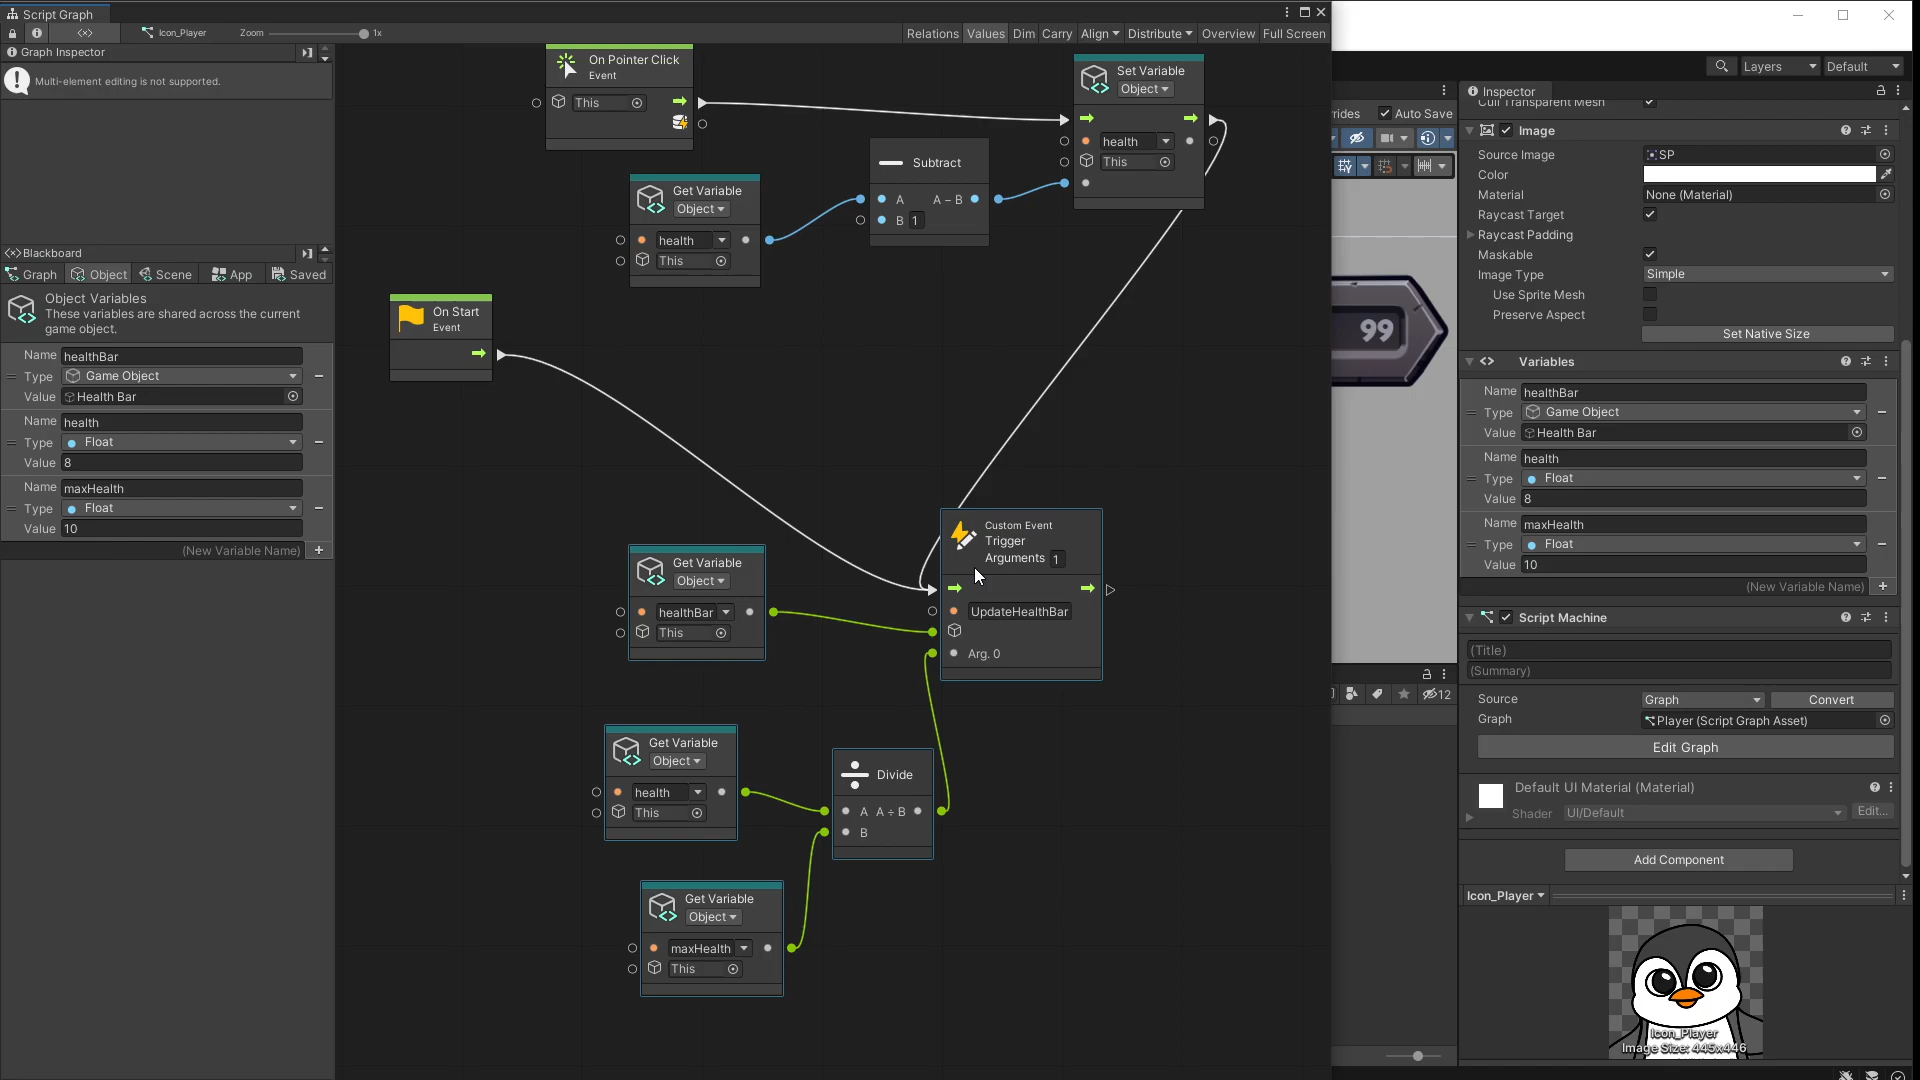 Script Graph
Icon_Player
Zoom
1x
Relations
Values
Dim
Carry
Align
Distribute
Overview
Full Screen
Graph Inspector
Multi-element editing is not supported.
Blackboard
Graph
Object
Scene
App
Saved
Object Variables
These variables are shared across the current
game object.
Name healthBar
Type Game Object
Value Health Bar
Name health
Type Float
Value 8
Name maxHealth
Type Float
Value 10
(New Variable Name)
On Pointer Click
Event
This
Get Variable
Object
health
This
Subtract
A A − B
B 1
Set Variable
Object
health
This
On Start
Event
Get Variable
Object
healthBar
This
Custom Event
Trigger
Arguments 1
UpdateHealthBar
Arg. 0
Get Variable
Object
health
This
Divide
A A ÷ B
B
Get Variable
Object
maxHealth
This
Layers
Default
rides
Auto Save
99
12
Inspector
Cull Transparent Mesh
Image
Source Image SP
Color
Material None (Material)
Raycast Target
Raycast Padding
Maskable
Image Type Simple
Use Sprite Mesh
Preserve Aspect
Set Native Size
Variables
Name healthBar
Type Game Object
Value Health Bar
Name health
Type Float
Value 8
Name maxHealth
Type Float
Value 10
(New Variable Name)
Script Machine
(Title)
(Summary)
Source Graph Convert
Graph Player (Script Graph Asset)
Edit Graph
Default UI Material (Material)
Shader UI/Default Edit...
Add Component
Icon_Player
Icon_Player
Image Size: 445x446